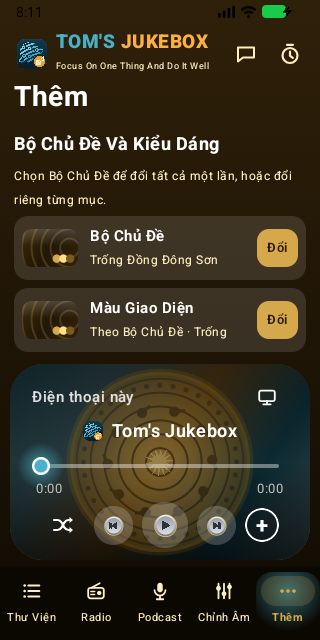 8:11
TOM'S JUKEBOX
Focus On One Thing And Do It Well
Thêm
Bộ Chủ Đề Và Kiểu Dáng
Chọn Bộ Chủ Đề để đổi tất cả một lần, hoặc đổi
riêng từng mục.
Bộ Chủ Đề
Trống Đồng Đông Sơn
Đổi
Màu Giao Diện
Theo Bộ Chủ Đề · Trống
Đổi
Điện thoại này
Tom's Jukebox
0:00
0:00
Thư Viện
Radio
Podcast
Chỉnh Âm
Thêm